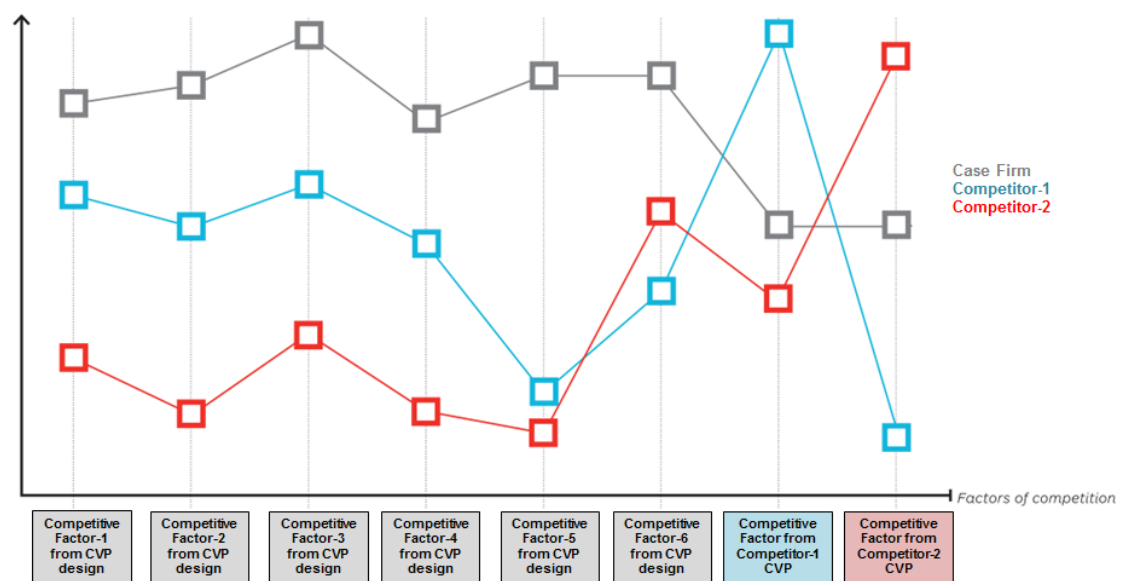 Case Firm
Competitor-1
Competitor-2
Factors of competition
Competitive
Factor-1
from CVP
design
Competitive
Factor-2
from CVP
design
Competitive
Factor-3
from CVP
design
Competitive
Factor-4
from CVP
design
Competitive
Factor-5
from CVP
design
Competitive
Factor-6
from CVP
design
Competitive
Factor from
Competitor-1
CVP
Competitive
Factor from
Competitor-2
CVP